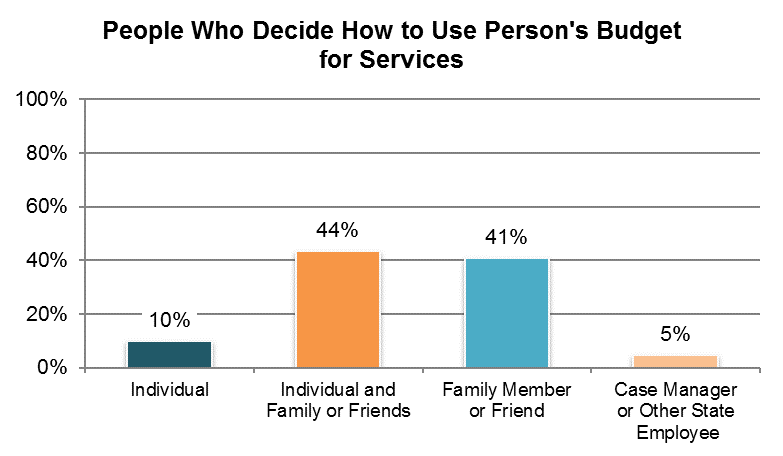 People Who Decide How to Use Person's Budget
for Services
100%
80%
60%
40%
20%
0%
10%
44%
41%
5%
Individual
Individual and
Family or Friends
Family Member
or Friend
Case Manager
or Other State
Employee